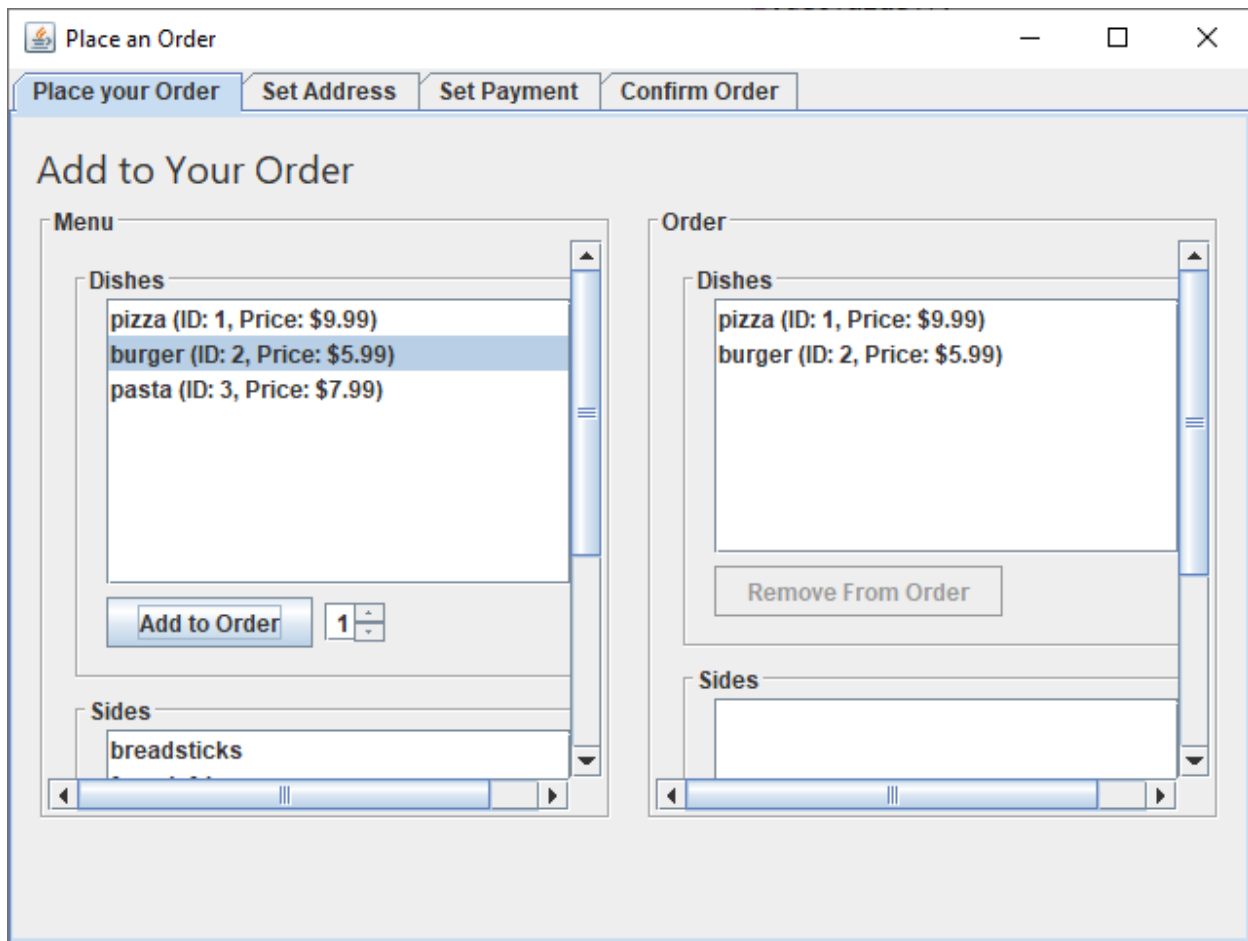 Place an Order
Place your Order
Set Address
Set Payment
Confirm Order
Add to Your Order
Menu
Dishes
pizza (ID: 1, Price: $9.99)
burger (ID: 2, Price: $5.99)
pasta (ID: 3, Price: $7.99)
Add to Order
1
Sides
breadsticks
Order
Dishes
pizza (ID: 1, Price: $9.99)
burger (ID: 2, Price: $5.99)
Remove From Order
Sides